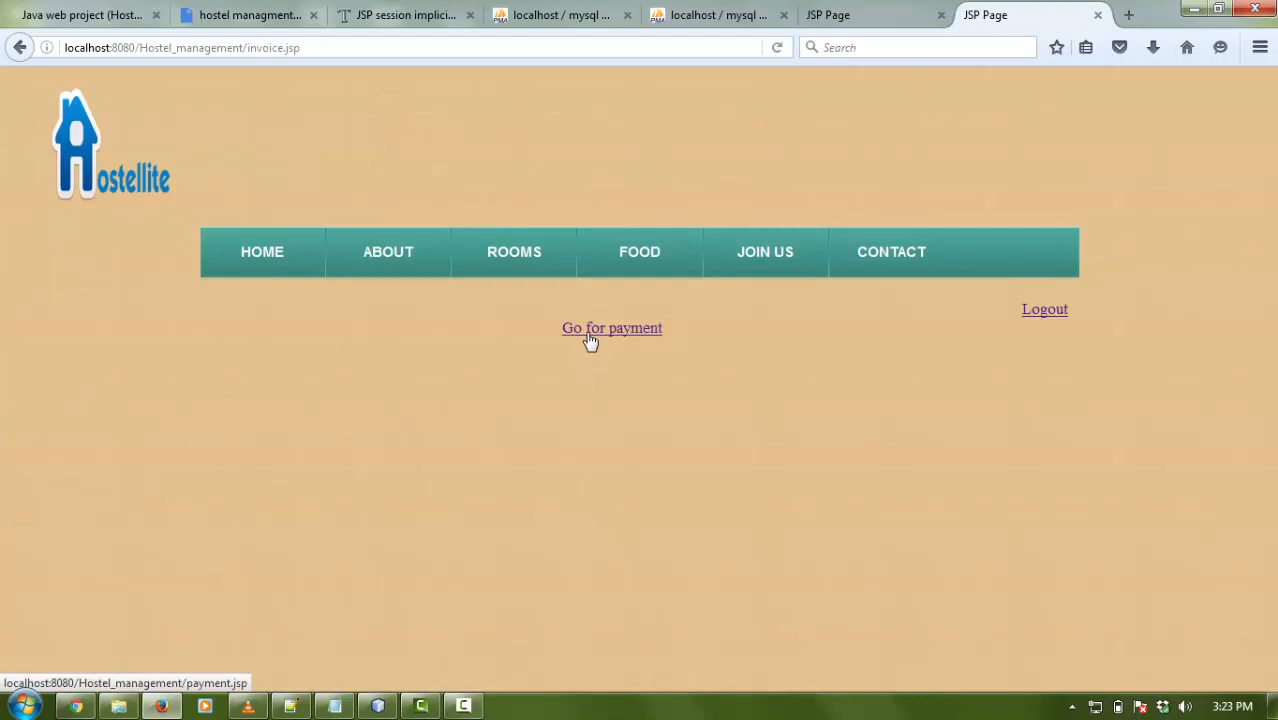 Java web project (Host...
hostel managment...
JSP session implici...
localhost / mysql ...
localhost / mysql ...
JSP Page
JSP Page
localhost:8080/Hostel_management/invoice.jsp
Search
Hostellite
HOME
ABOUT
ROOMS
FOOD
JOIN US
CONTACT
Logout
Go for payment
localhost:8080/Hostel_management/payment.jsp
3:23 PM